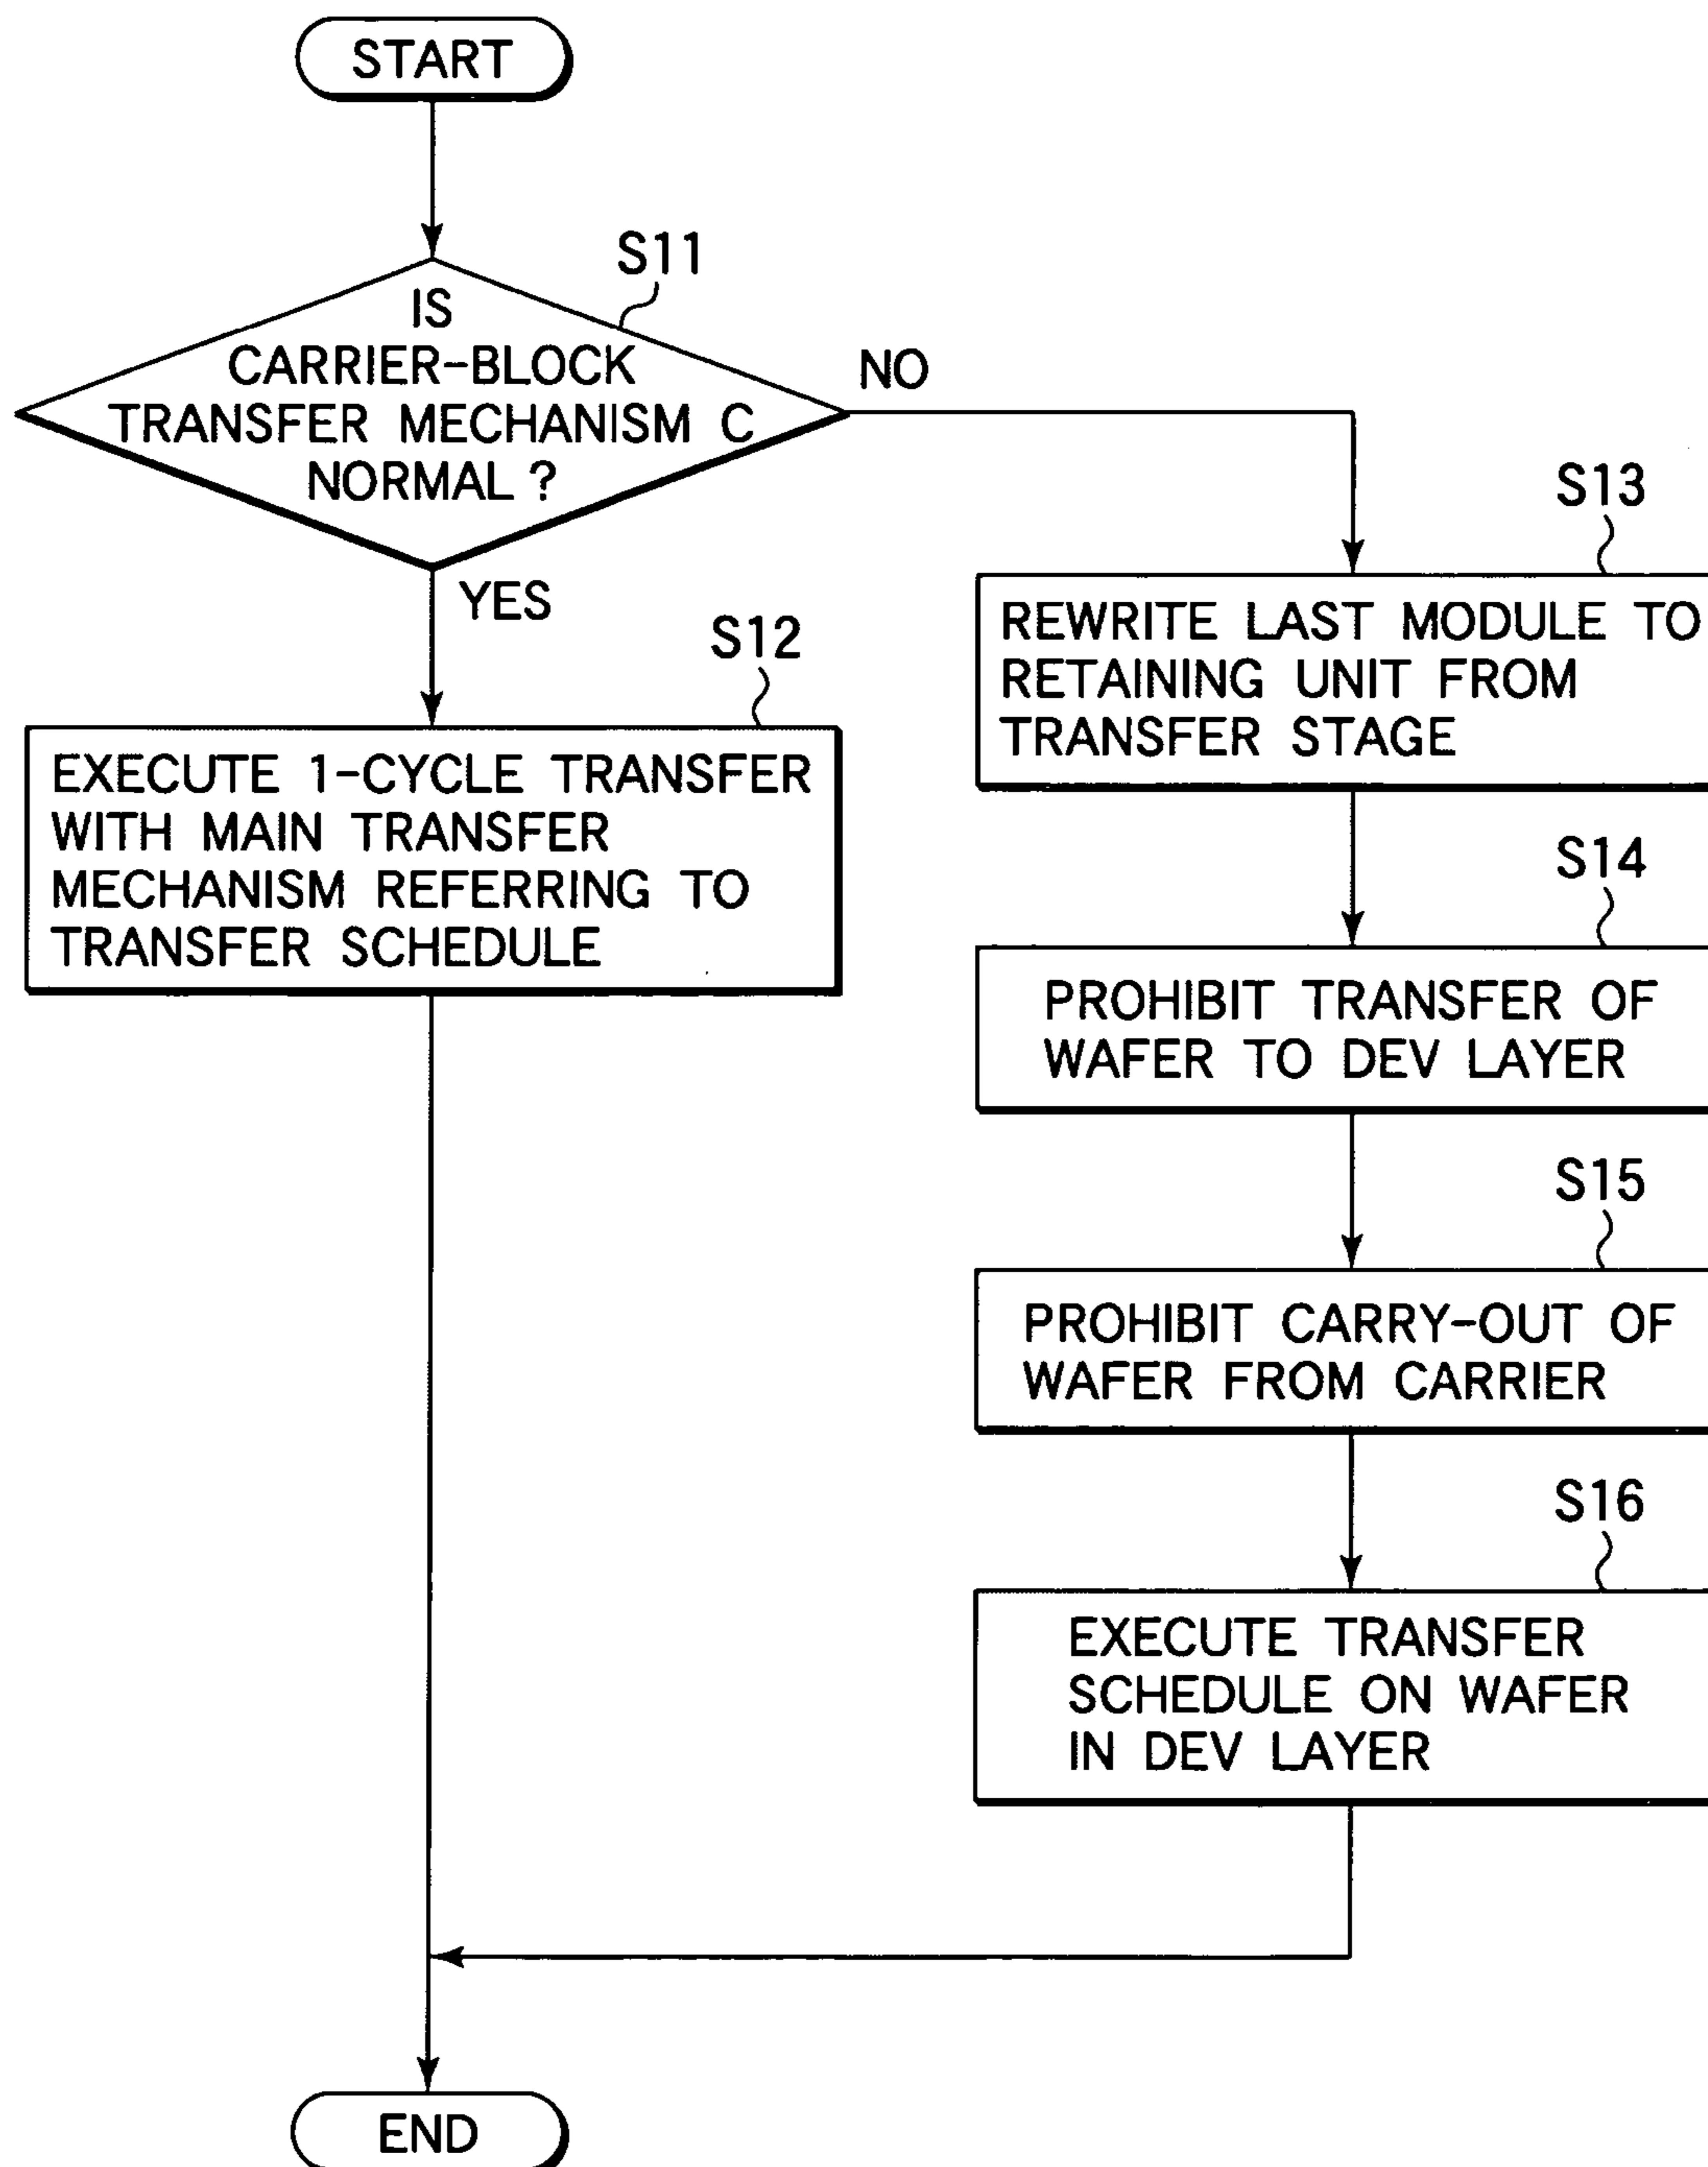 START
S11
IS
CARRIER-BLOCK
TRANSFER MECHANISM C
NORMAL ?
NO
YES
S12
EXECUTE 1-CYCLE TRANSFER
WITH MAIN TRANSFER
MECHANISM REFERRING TO
TRANSFER SCHEDULE
S13
REWRITE LAST MODULE TO
RETAINING UNIT FROM
TRANSFER STAGE
S14
PROHIBIT TRANSFER OF
WAFER TO DEV LAYER
S15
PROHIBIT CARRY-OUT OF
WAFER FROM CARRIER
S16
EXECUTE TRANSFER
SCHEDULE ON WAFER
IN DEV LAYER
END